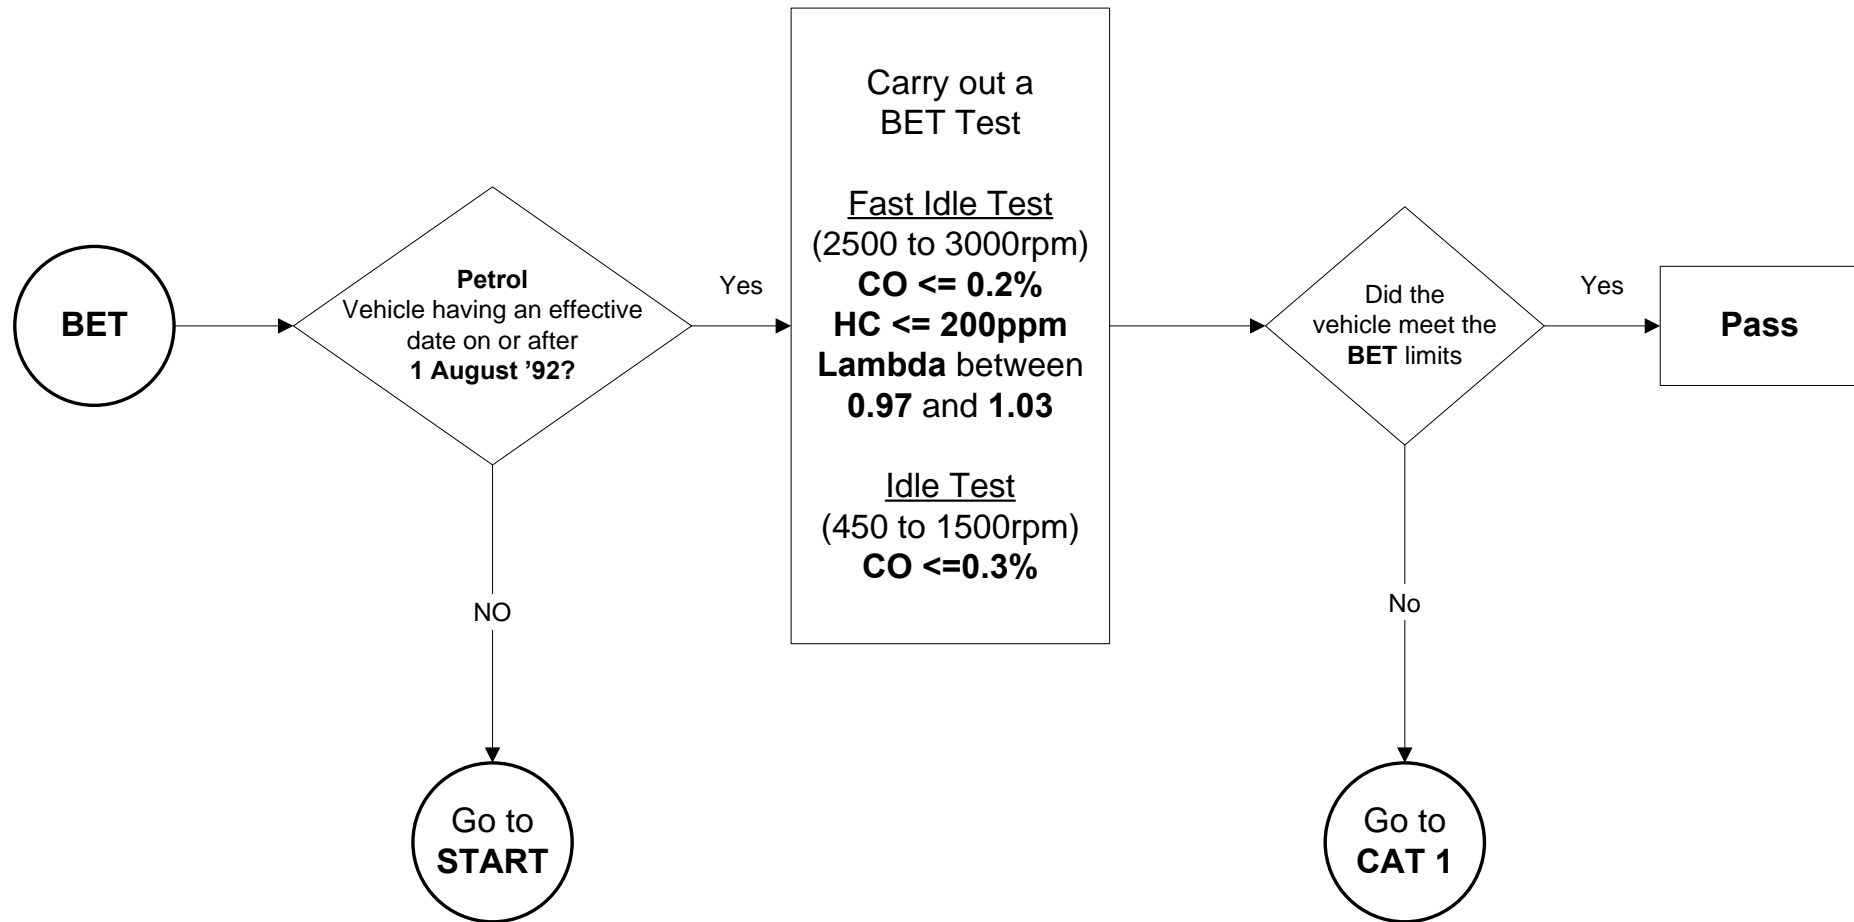 BET
Petrol
Vehicle having an effective
date on or after
1 August '92?
Yes
NO
Go to
START
Carry out a
BET Test
Fast Idle Test
(2500 to 3000rpm)
CO <= 0.2%
HC <= 200ppm
Lambda between
0.97 and 1.03
Idle Test
(450 to 1500rpm)
CO <=0.3%
Did the
vehicle meet the
BET limits
Yes
Pass
No
Go to
CAT 1